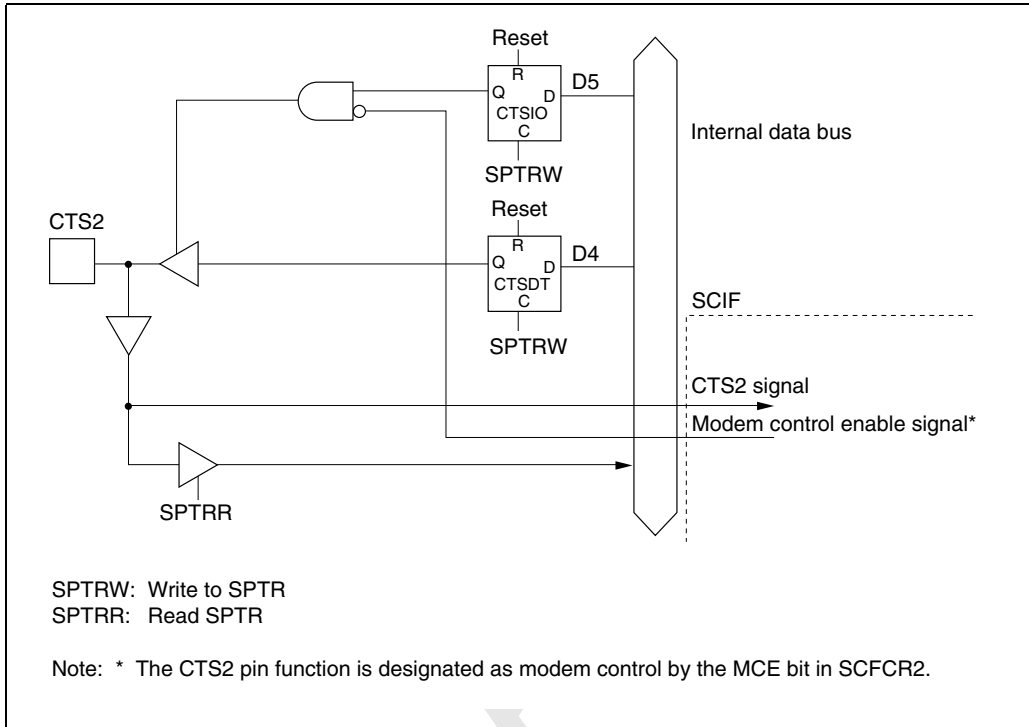 Reset
R
Q
D
CTSIO
C
D5
SPTRW
Internal data bus
Reset
R
Q
D
CTSDT
C
D4
SPTRW
CTS2
SCIF
CTS2 signal
Modem control enable signal*
SPTRR
SPTRW: Write to SPTR
SPTRR: Read SPTR
Note: * The CTS2 pin function is designated as modem control by the MCE bit in SCFCR2.